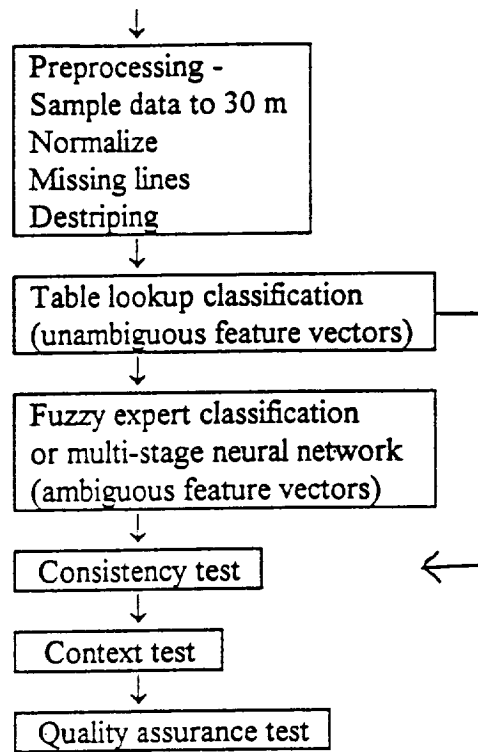 Preprocessing -
Sample data to 30 m
Normalize
Missing lines
Destriping
Table lookup classification
(unambiguous feature vectors)
Fuzzy expert classification
or multi-stage neural network
(ambiguous feature vectors)
Consistency test
Context test
Quality assurance test